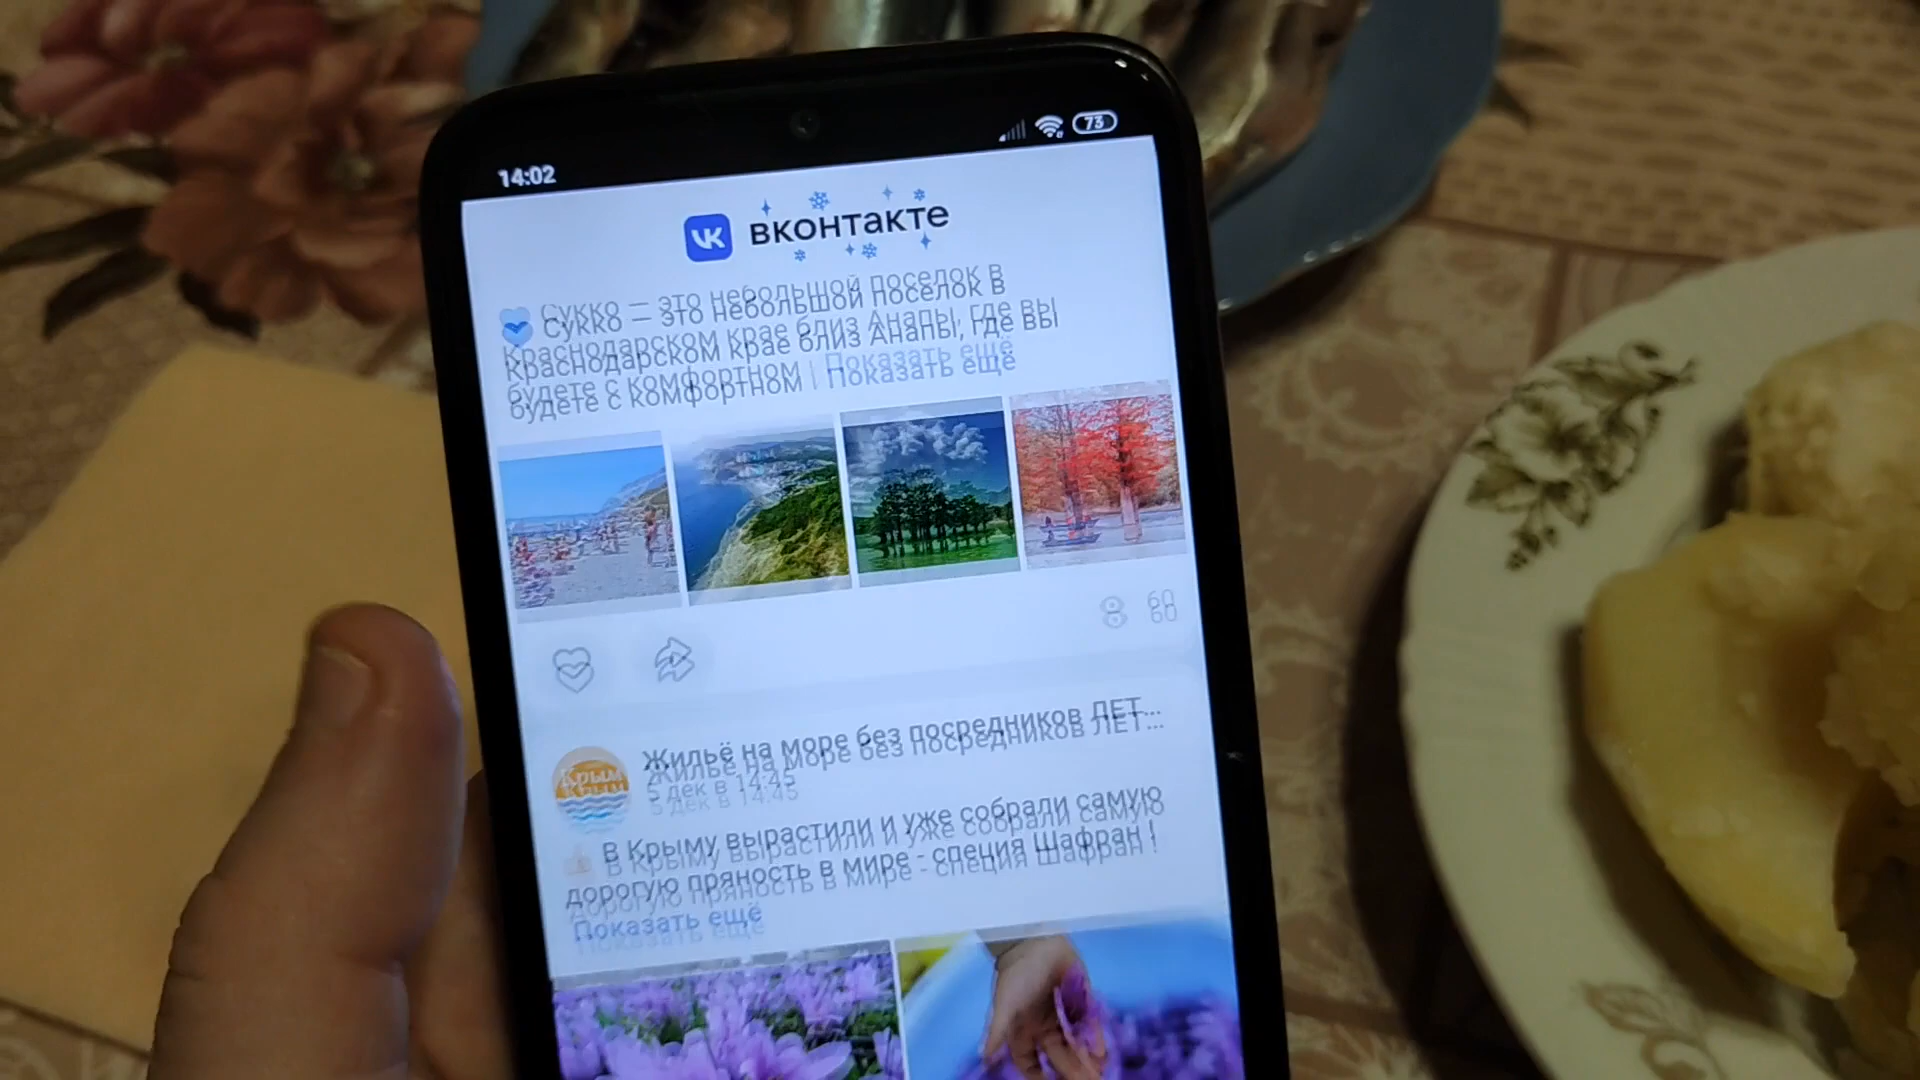 14:02
73
VK ВКОНТАКТЕ
Сукко — это небольшой поселок в
Краснодарском крае близ Анапы, где вы
будете с комфортном | Показать ещё
8 60
Жильё на море без посредников ЛЕТ...
5 дек в 14:45
Крым
В Крыму вырастили и уже собрали самую
дорогую пряность в мире - специя Шафран !
Показать ещё